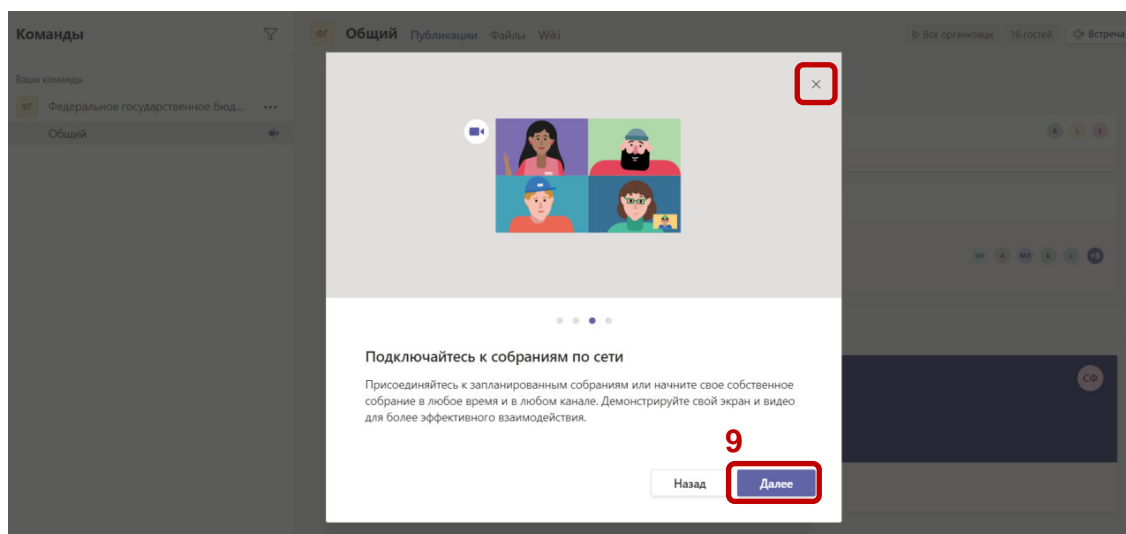 Команды
ФГ Общий Публикации Файлы Wiki
Вся организаци 16 гостей Встреча
Ваши команды
ФГ Федеральное государственное бюд... •••
Общий
МЛ
+8
СФ
Подключайтесь к собраниям по сети
Присоединяйтесь к запланированным собраниям или начните свое собственное
собрание в любое время и в любом канале. Демонстрируйте свой экран и видео
для более эффективного взаимодействия.
9
Назад Далее